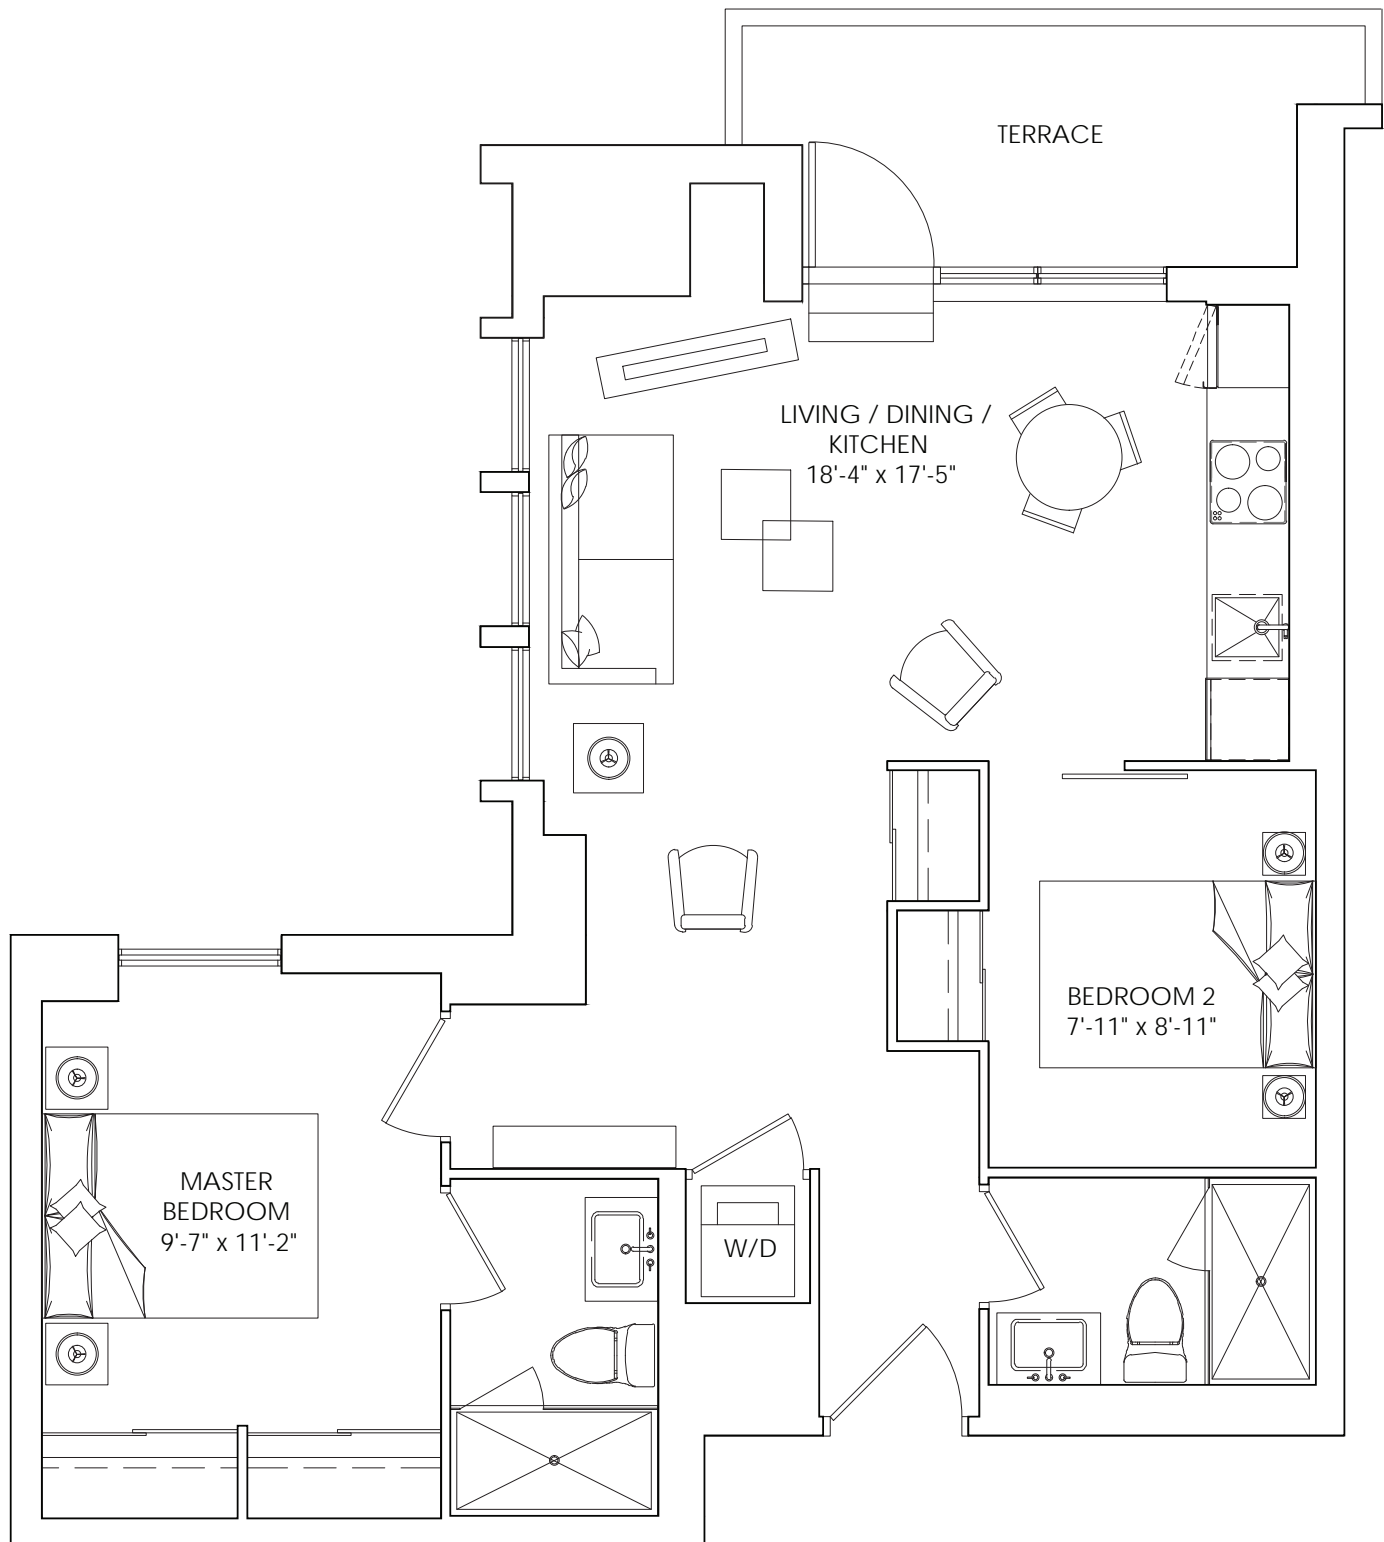 TERRACE
LIVING / DINING /
KITCHEN
18'-4" x 17'-5"
BEDROOM 2
7'-11" x 8'-11"
MASTER
BEDROOM
9'-7" x 11'-2"
W/D